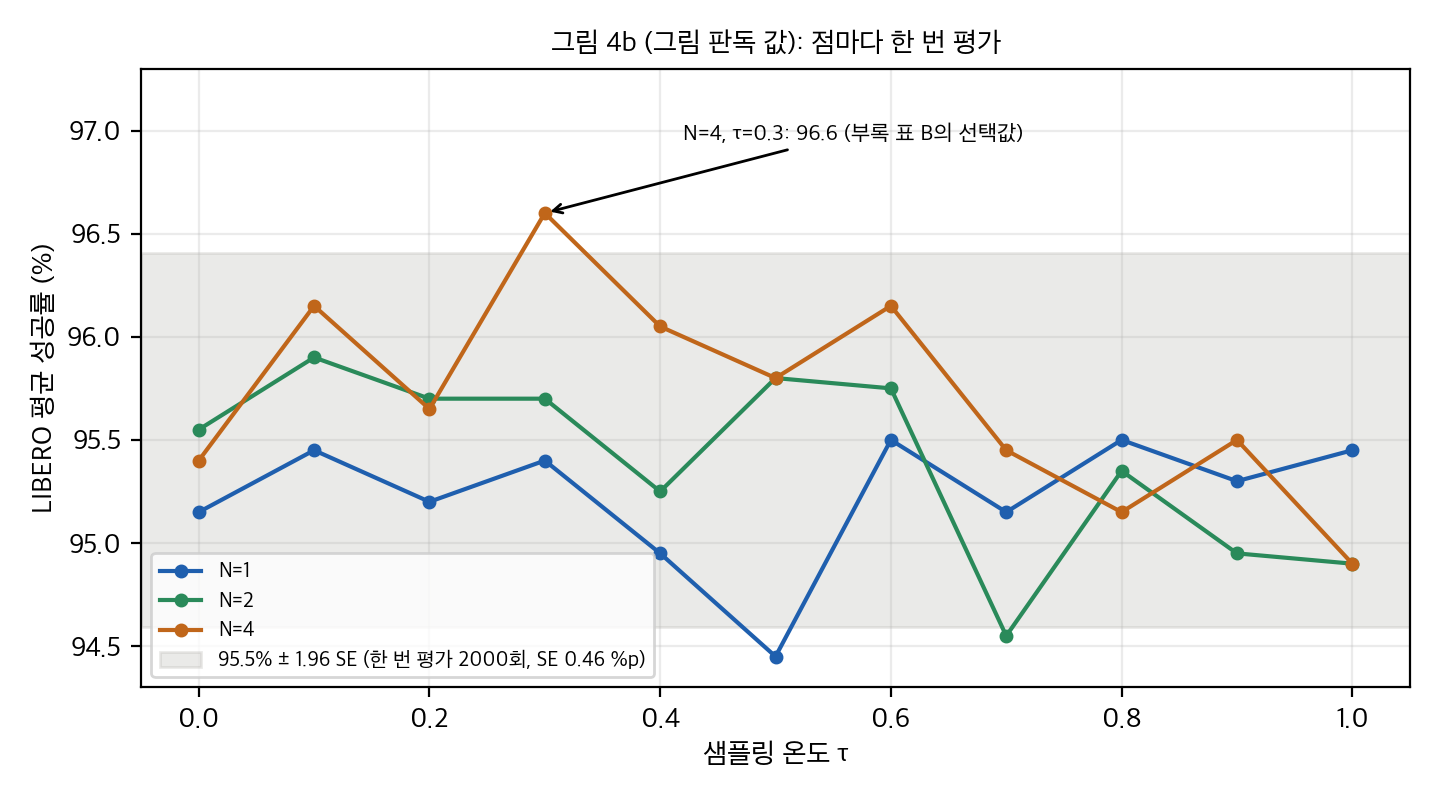 그림 4b (그림 판독 값): 점마다 한 번 평가
N=4, τ=0.3: 96.6 (부록 표 B의 선택값)
LIBERO 평균 성공률 (%)
97.0
96.5
96.0
95.5
95.0
94.5
N=1
N=2
N=4
95.5% ± 1.96 SE (한 번 평가 2000회, SE 0.46 %p)
0.0 0.2 0.4 0.6 0.8 1.0
샘플링 온도 τ